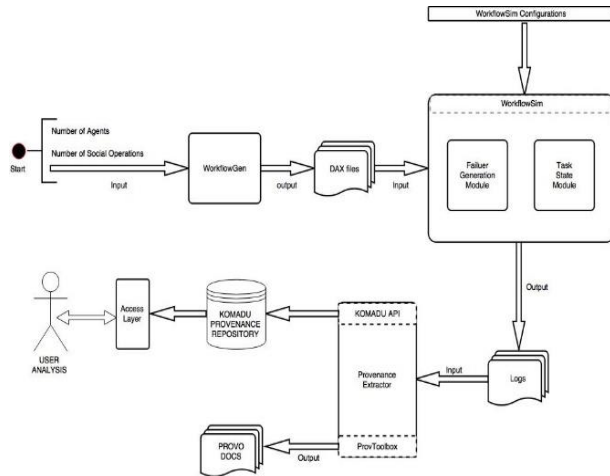 WorkflowSim Configurations
WorkflowSim
Number of Agents
Number of Social Operations
Start
Input
WorkflowGen
output
DAX files
Input
Failuer
Generation
Module
Task
State
Module
Output
USER
ANALYSIS
Access
Layer
KOMADU
PROVENANCE
REPOSITORY
KOMADU API
Provenance
Extractor
ProvToolbox
Input
Logs
Output
PROVO
DOCS